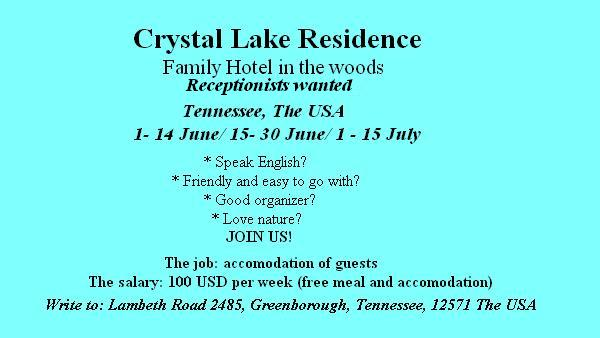 Crystal Lake Residence
Family Hotel in the woods
Receptionists wanted
Tennessee, The USA
1- 14 June/ 15- 30 June/ 1 - 15 July
* Speak English?
* Friendly and easy to go with?
* Good organizer?
* Love nature?
JOIN US!
The job: accomodation of guests
The salary: 100 USD per week (free meal and accomodation)
Write to: Lambeth Road 2485, Greenborough, Tennessee, 12571 The USA